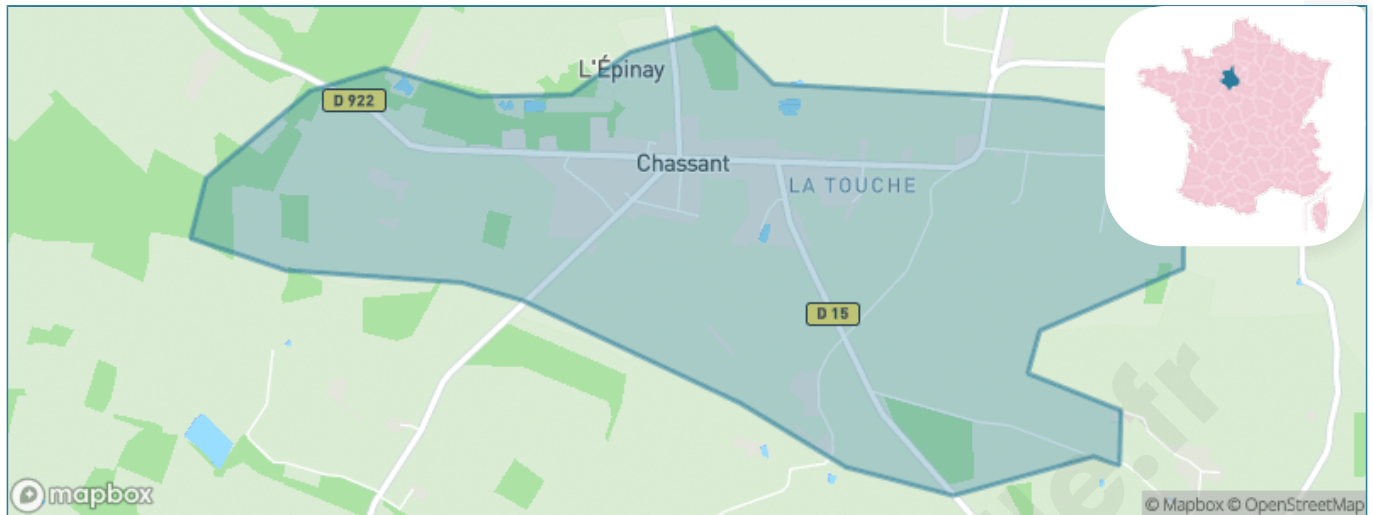 L'Épinay
D 922
Chassant
LA TOUCHE
D 15
mapbox
© Mapbox © OpenStreetMap